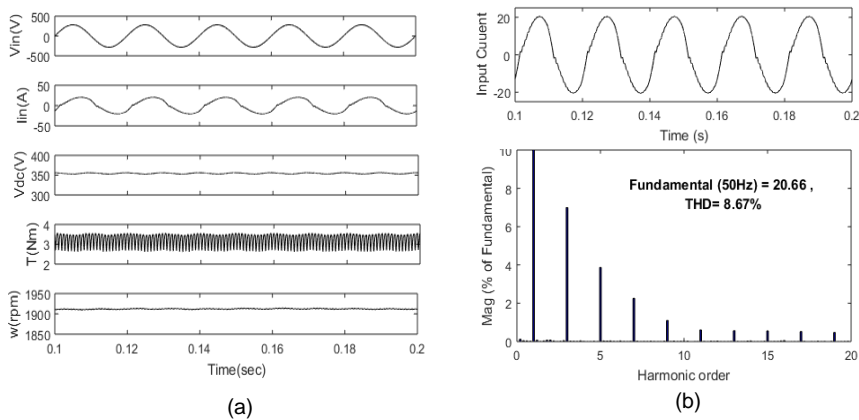 500
0
-500
Vin(V)
50
0
-50
Iin(A)
400
350
300
Vdc(V)
4
3
2
T(Nm)
1950
1900
1850
w(rpm)
0.1 0.12 0.14 0.16 0.18 0.2
Time(sec)
(a)
20
0
-20
Input Cuuent
0.1 0.12 0.14 0.16 0.18 0.2
Time (s)
10
8
6
4
2
0
Mag (% of Fundamental)
Fundamental (50Hz) = 20.66 ,
THD= 8.67%
0 5 10 15 20
Harmonic order
(b)